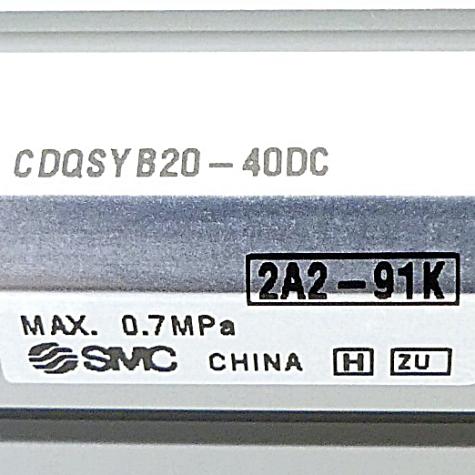 CDQSYB20-40DC
2A2-91K
MAX. 0.7MPa
SMC CHINA H ZU